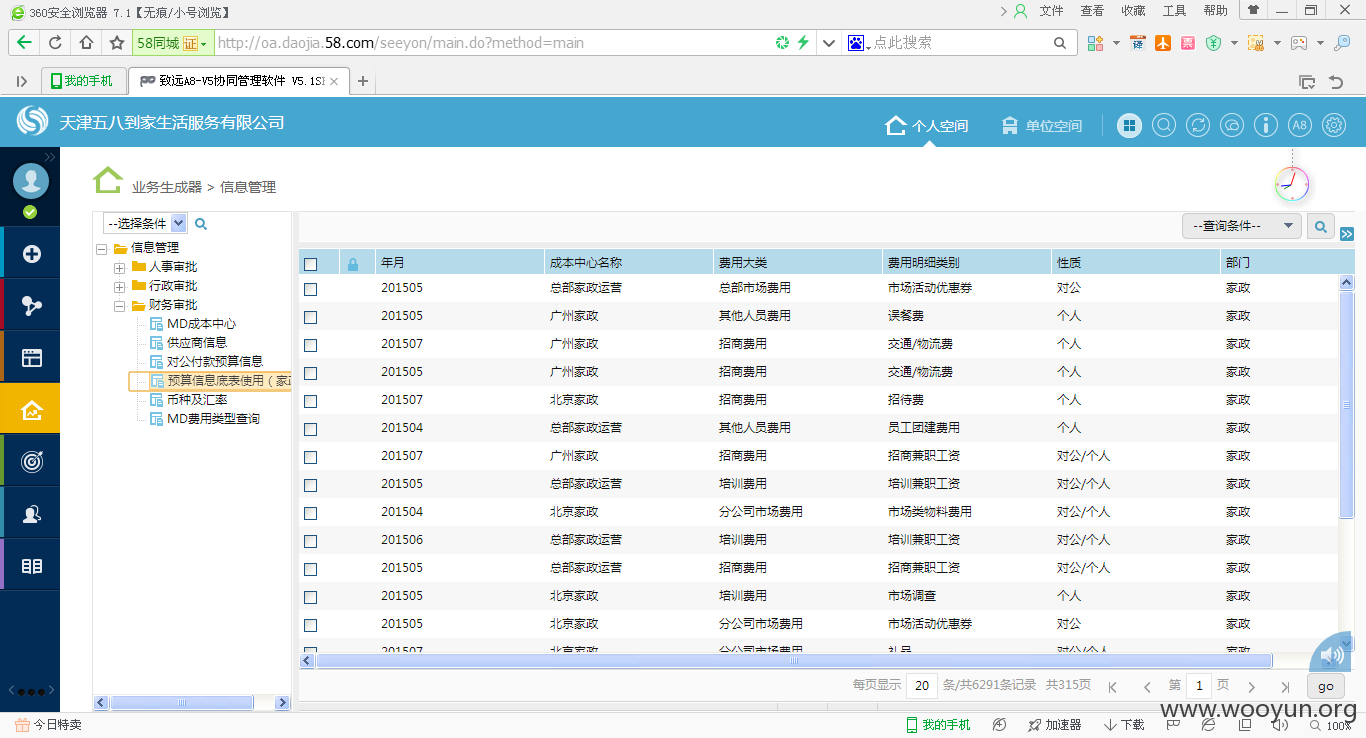 360安全浏览器 7.1【无痕/小号浏览】
文件 查看 收藏 工具 帮助
58同城 证 http://oa.daojia.58.com/seeyon/main.do?method=main
点此搜索
译
票
我的手机
致远A8-V5协同管理软件 V5.1SI
天津五八到家生活服务有限公司
个人空间 单位空间
A8
业务生成器 > 信息管理
--选择条件
--查询条件--
信息管理
人事审批
行政审批
财务审批
MD成本中心
供应商信息
对公付款预算信息
预算信息底表使用（家政
币种及汇率
MD费用类型查询
年月 成本中心名称 费用大类 费用明细类别 性质 部门
201505 总部家政运营 总部市场费用 市场活动优惠券 对公 家政
201505 广州家政 其他人员费用 误餐费 个人 家政
201507 广州家政 招商费用 交通/物流费 个人 家政
201505 广州家政 招商费用 交通/物流费 个人 家政
201507 北京家政 招商费用 招待费 个人 家政
201504 总部家政运营 其他人员费用 员工团建费用 个人 家政
201507 广州家政 招商费用 招商兼职工资 对公/个人 家政
201505 总部家政运营 培训费用 培训兼职工资 对公/个人 家政
201504 北京家政 分公司市场费用 市场类物料费用 对公/个人 家政
201506 总部家政运营 培训费用 培训兼职工资 对公/个人 家政
201505 总部家政运营 招商费用 招商兼职工资 对公/个人 家政
201505 北京家政 培训费用 市场调查 个人 家政
201505 北京家政 分公司市场费用 市场活动优惠券 对公 家政
201507 北京家政 分公司市场费用 礼品 对公/个人 家政
每页显示 20 条/共6291条记录 共315页 第 1 页 go
www.wooyun.org
今日特卖
我的手机 加速器 下载 100%